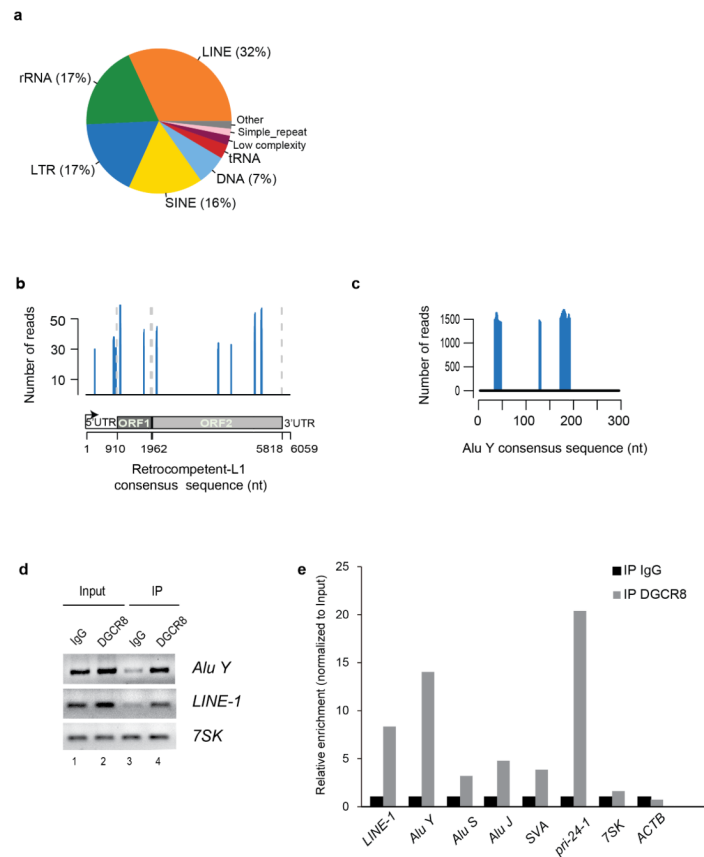 a
LINE (32%)
rRNA (17%)
Other
Simple_repeat
Low complexity
tRNA
LTR (17%)
DNA (7%)
SINE (16%)
b
Number of reads
50
30
10
5'UTR ORF1 ORF2 3'UTR
1 910 1962 5818 6059
Retrocompetent-L1
consensus sequence (nt)
c
Number of reads
1500
1000
500
0
0 100 200 300
Alu Y consensus sequence (nt)
d
Input IP
IgG DGCR8 IgG DGCR8
Alu Y
LINE-1
7SK
1 2 3 4
e
IP IgG
IP DGCR8
Relative enrichment (normalized to Input)
25
20
15
10
5
0
LINE-1 Alu Y Alu S Alu J SVA pri-24-1 7SK ACTB